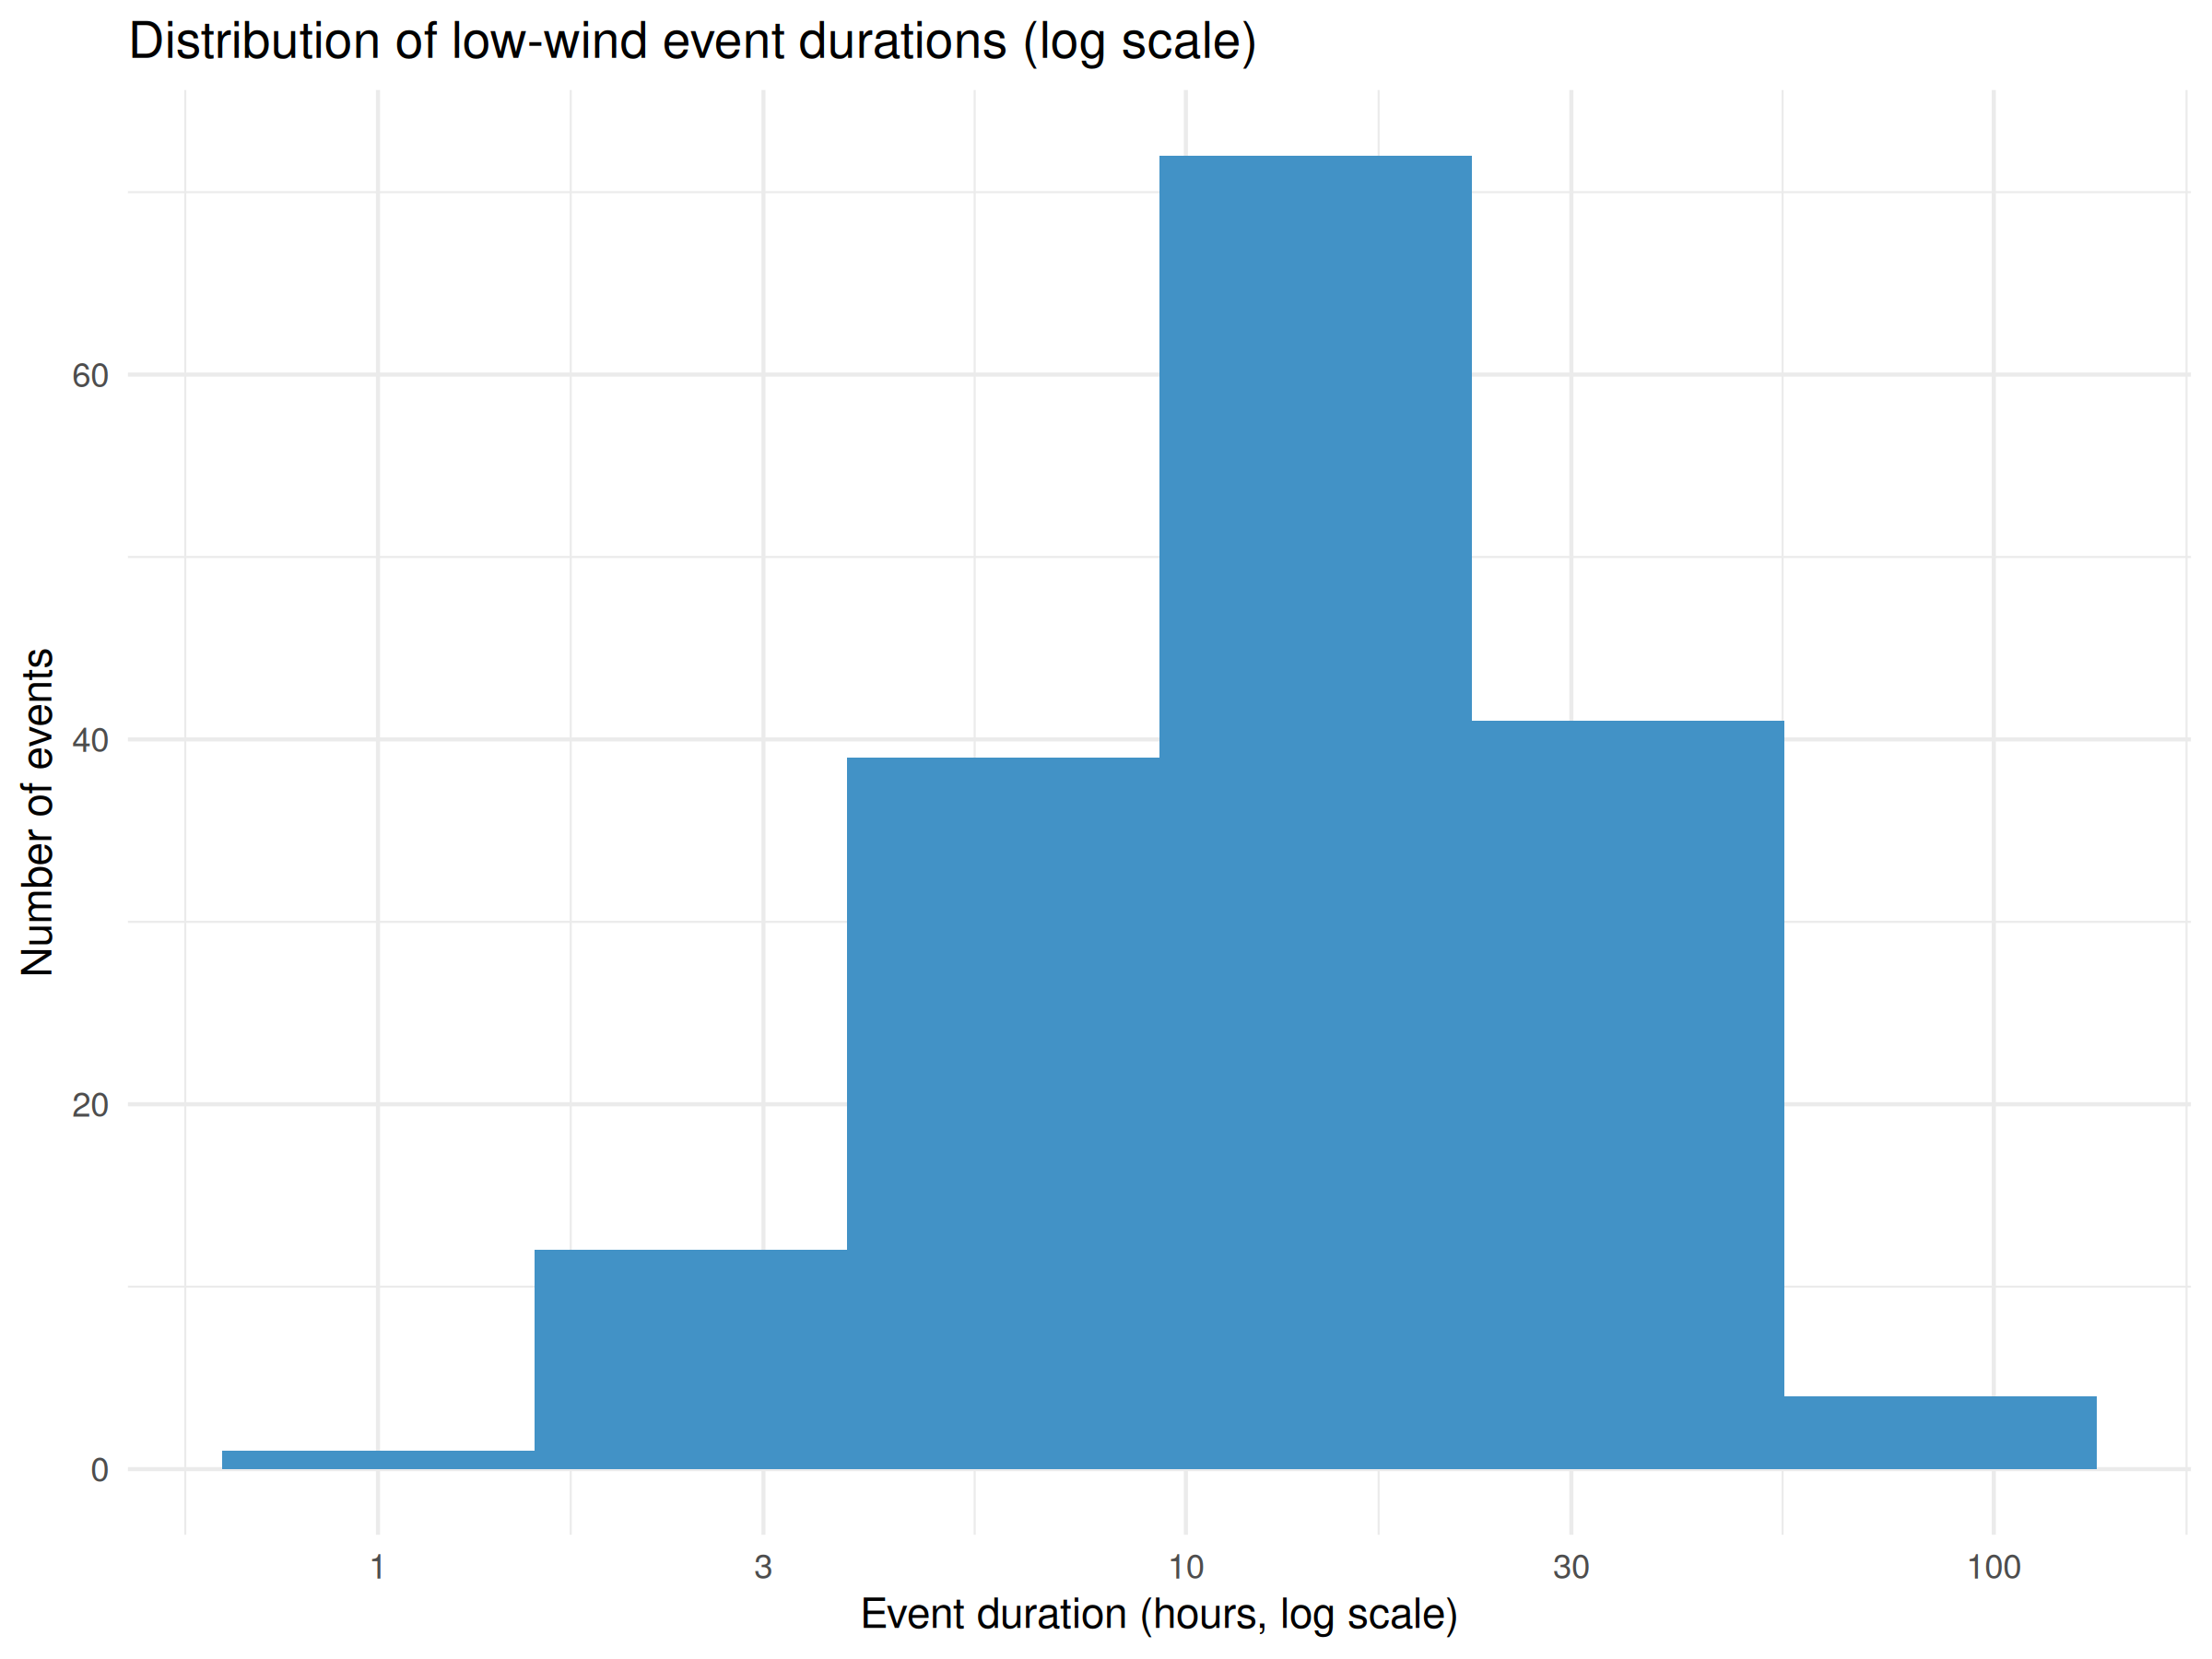 Distribution of low-wind event durations (log scale)
Number of events
60
40
20
0
1 3 10 30 100
Event duration (hours, log scale)